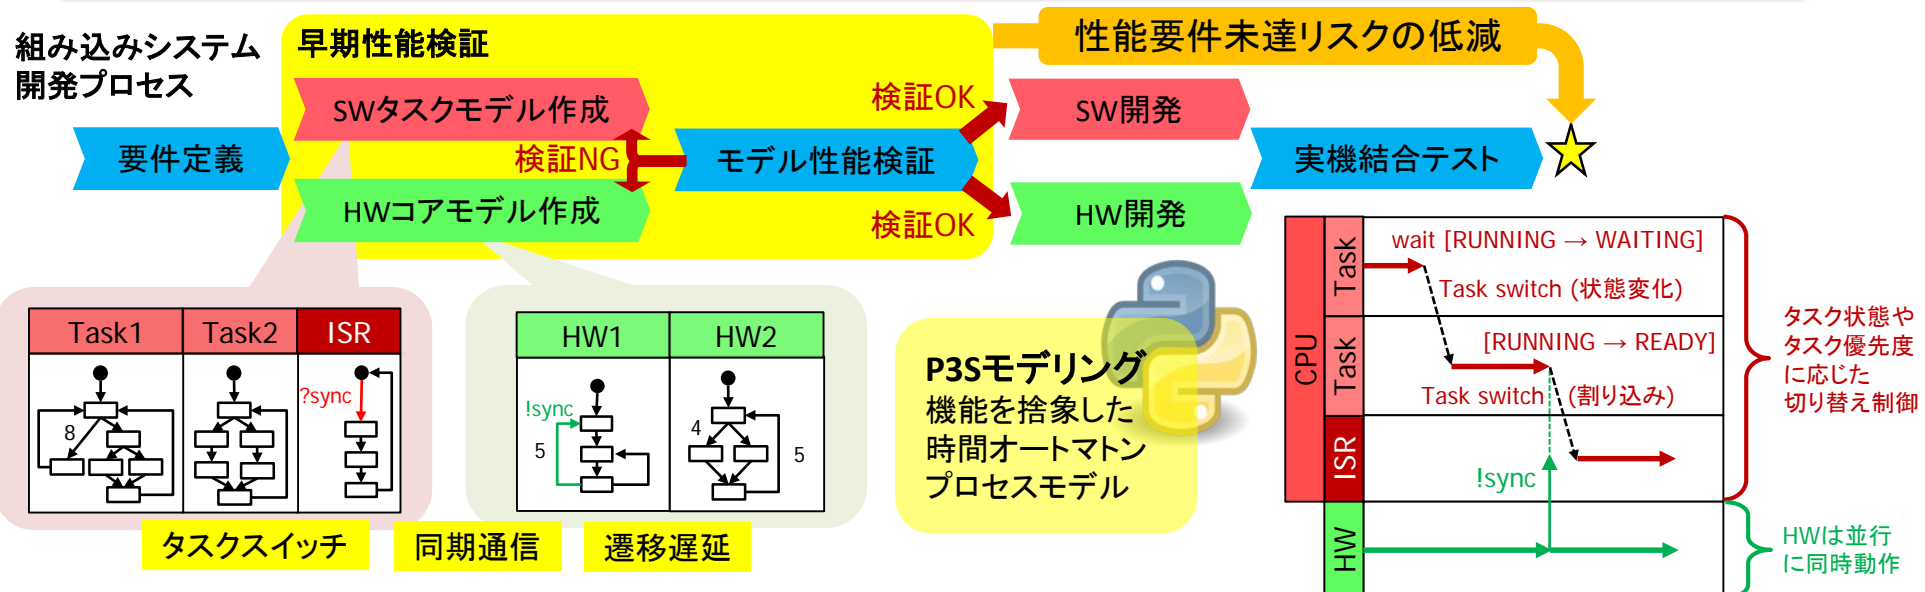 組み込みシステム
開発プロセス
早期性能検証
性能要件未達リスクの低減
要件定義
SWタスクモデル作成
検証NG
HWコアモデル作成
モデル性能検証
検証OK
検証OK
SW開発
HW開発
実機結合テスト
Task1
Task2
ISR
?sync
8
HW1
HW2
!sync
5
4
5
タスクスイッチ
同期通信
遷移遅延
P3Sモデリング
機能を捨象した
時間オートマトン
プロセスモデル
CPU
Task
Task
ISR
HW
wait [RUNNING → WAITING]
Task switch (状態変化)
[RUNNING → READY]
Task switch (割り込み)
!sync
タスク状態や
タスク優先度
に応じた
切り替え制御
HWは並行
に同時動作